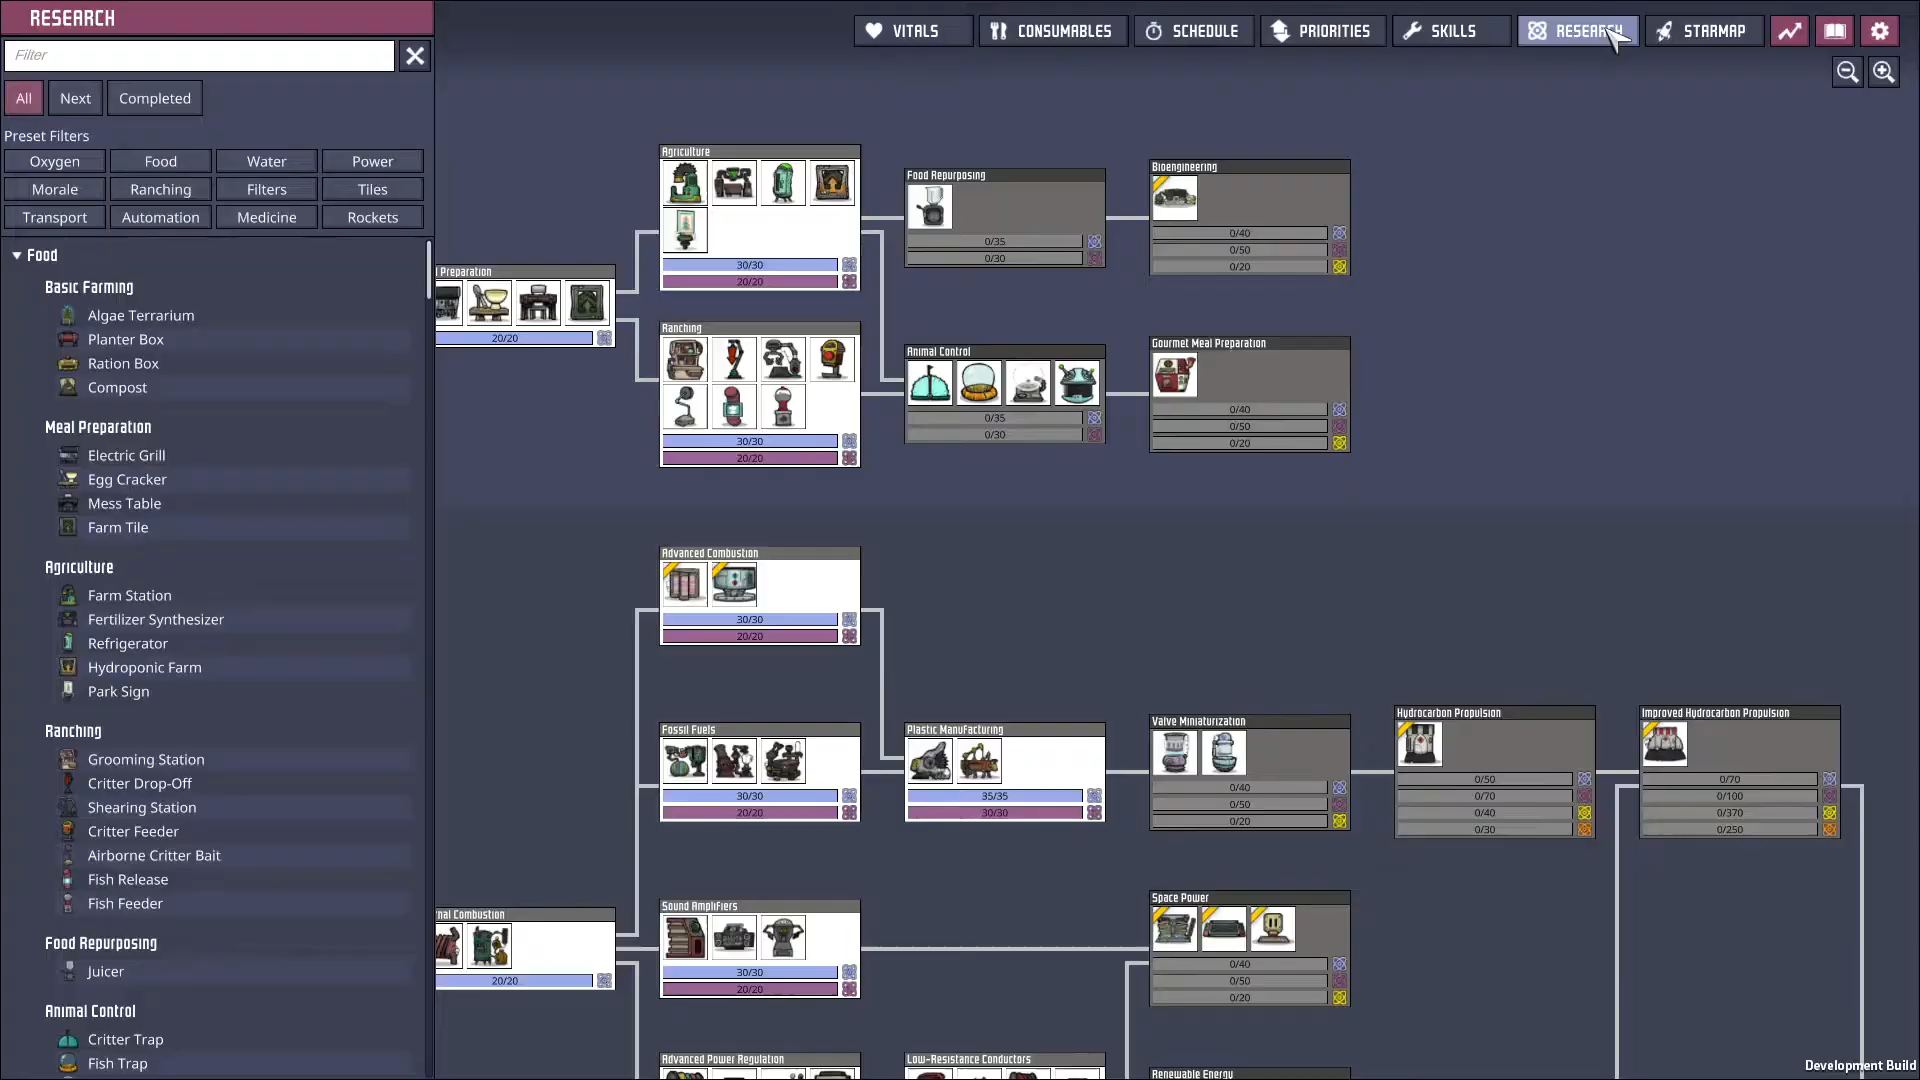 RESEARCH
VITALS
CONSUMABLES
SCHEDULE
PRIORITIES
SKILLS
RESEARCH
STARMAP
Filter
All
Next
Completed
Preset Filters
Oxygen
Food
Water
Power
Morale
Ranching
Filters
Tiles
Transport
Automation
Medicine
Rockets
Food
Basic Farming
Algae Terrarium
Planter Box
Ration Box
Compost
Meal Preparation
Electric Grill
Egg Cracker
Mess Table
Farm Tile
Agriculture
Farm Station
Fertilizer Synthesizer
Refrigerator
Hydroponic Farm
Park Sign
Ranching
Grooming Station
Critter Drop-Off
Shearing Station
Critter Feeder
Airborne Critter Bait
Fish Release
Fish Feeder
Food Repurposing
Juicer
Animal Control
Critter Trap
Fish Trap
l Preparation
20/20
Agriculture
30/30
20/20
Food Repurposing
0/35
0/30
Bioengineering
0/40
0/50
0/20
Ranching
30/30
20/20
Animal Control
0/35
0/30
Gourmet Meal Preparation
0/40
0/50
0/20
Advanced Combustion
30/30
20/20
Fossil Fuels
30/30
20/20
Plastic Manufacturing
35/35
30/30
Valve Miniaturization
0/40
0/50
0/20
Hydrocarbon Propulsion
0/50
0/70
0/40
0/30
Improved Hydrocarbon Propulsion
0/70
0/100
0/370
0/250
rnal Combustion
20/20
Sound Amplifiers
30/30
20/20
Space Power
0/40
0/50
0/20
Advanced Power Regulation
Low-Resistance Conductors
Renewable Energy
Development Build